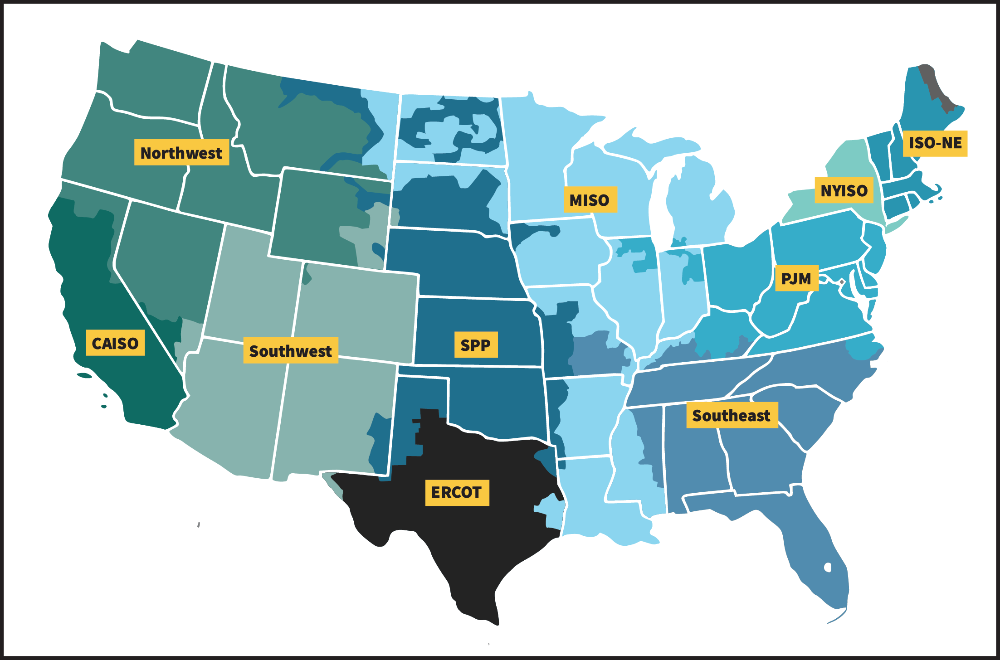 Northwest
ISO-NE
NYISO
MISO
PJM
CAISO
Southwest
SPP
Southeast
ERCOT